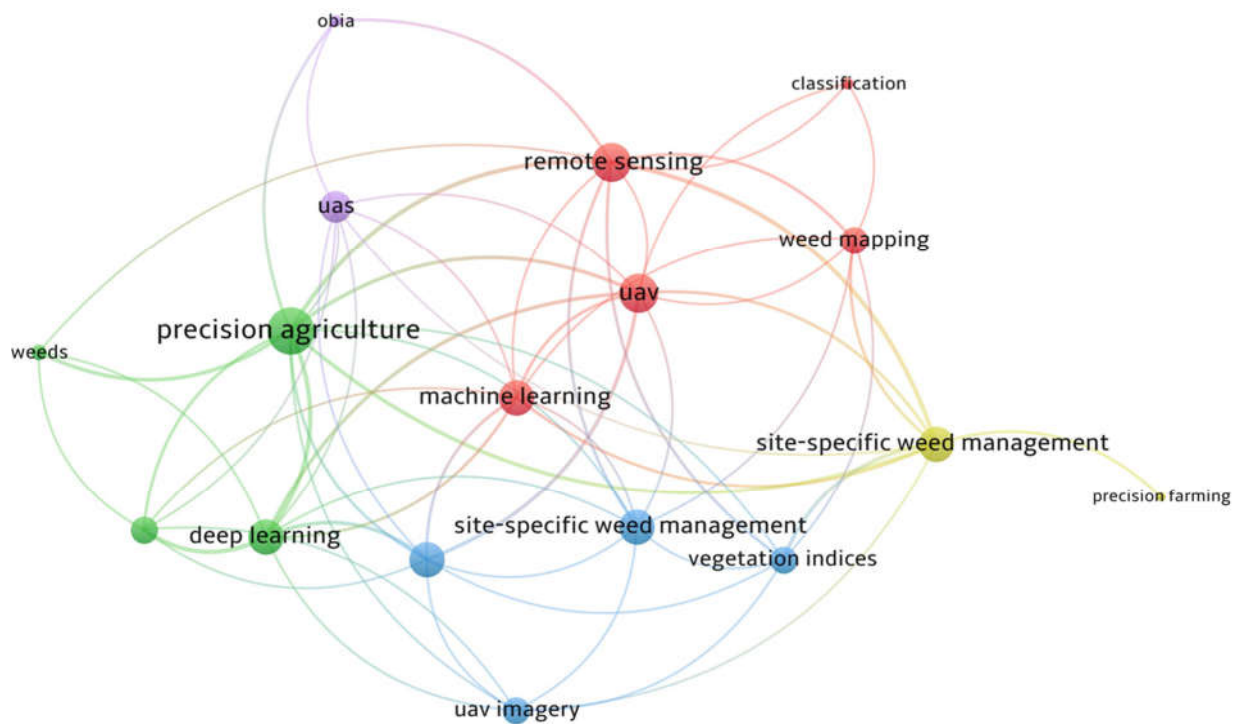 obia
classification
remote sensing
uas
weed mapping
uav
precision agriculture
weeds
machine learning
site-specific weed management
precision farming
site-specific weed management
deep learning
vegetation indices
uav imagery